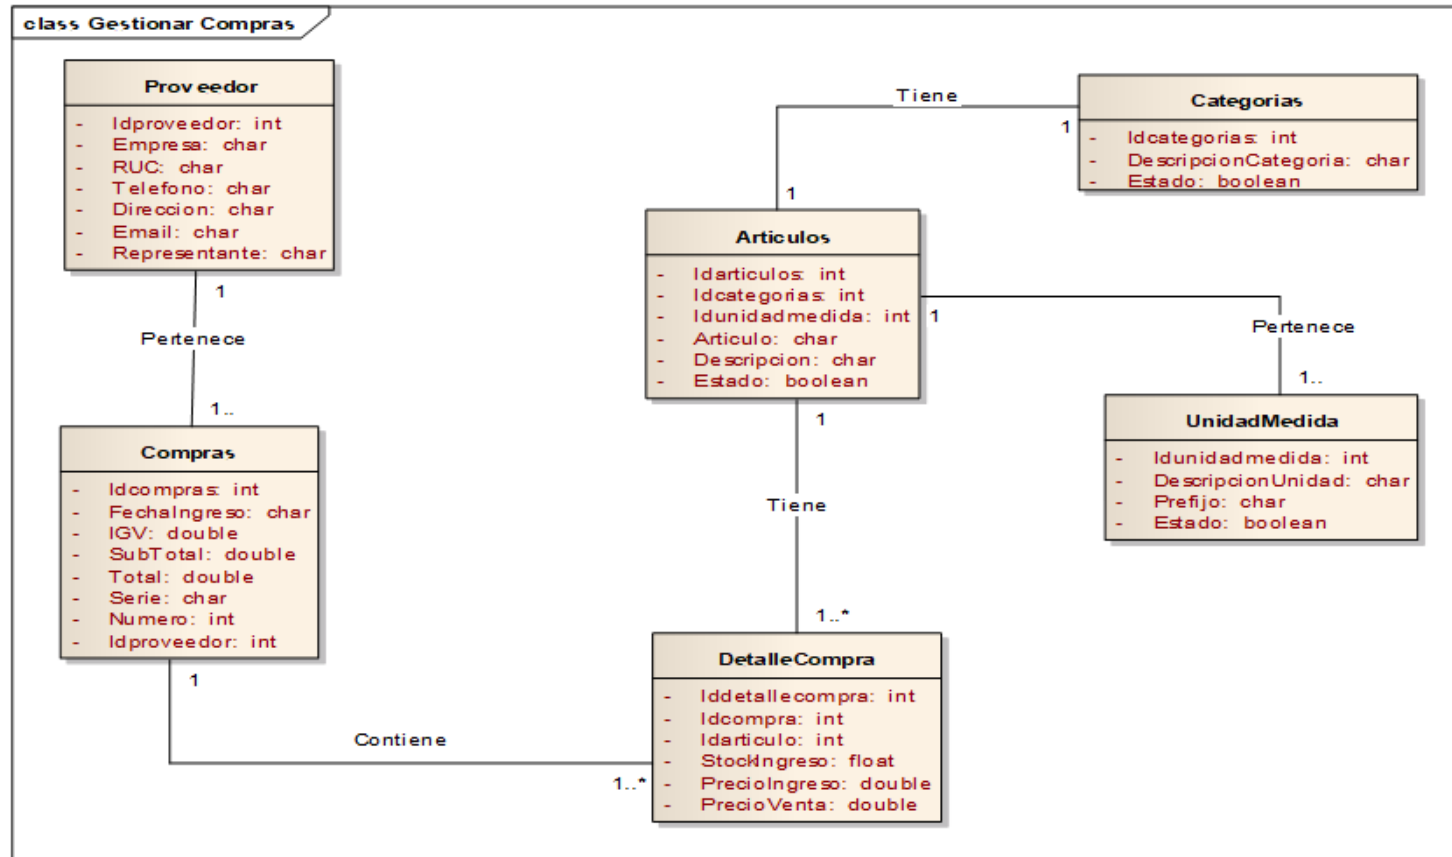 class Gestionar Compras
Proveedor
- Idproveedor: int
- Empresa: char
- RUC: char
- Telefono: char
- Direccion: char
- Email: char
- Representante: char
1
Pertenece
1..
Compras
- Idcompras: int
- FechaIngreso: char
- IGV: double
- SubTotal: double
- Total: double
- Serie: char
- Numero: int
- Idproveedor: int
1
Contiene
1..*
Tiene
1
1
Categorias
- Idcategorias: int
- DescripcionCategoria: char
- Estado: boolean
Articulos
- Idarticulos: int
- Idcategorias: int
- Idunidadmedida: int
- Articulo: char
- Descripcion: char
- Estado: boolean
1
Pertenece
1..
UnidadMedida
- Idunidadmedida: int
- DescripcionUnidad: char
- Prefijo: char
- Estado: boolean
1
Tiene
1..*
DetalleCompra
- Iddetallecompra: int
- Idcompra: int
- Idarticulo: int
- StockIngreso: float
- PrecioIngreso: double
- PrecioVenta: double